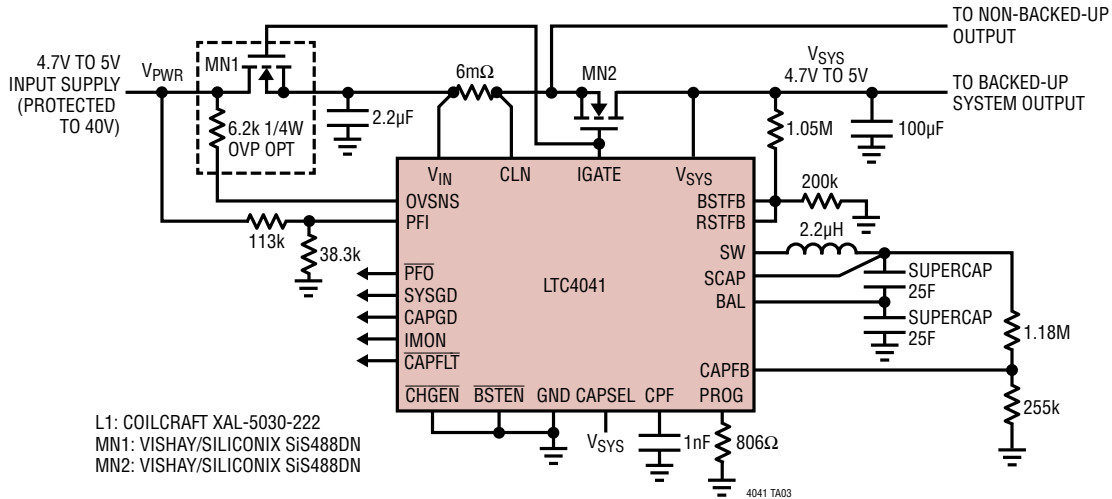 TO NON-BACKED-UP
OUTPUT
4.7V TO 5V
INPUT SUPPLY
(PROTECTED
TO 40V)
VPWR
MN1
6.2k 1/4W
OVP OPT
2.2µF
6mΩ
MN2
VSYS
4.7V TO 5V
TO BACKED-UP
SYSTEM OUTPUT
1.05M
100µF
VIN
CLN
IGATE
VSYS
OVSNS
PFI
113k
38.3k
PFO
SYSGD
CAPGD
IMON
CAPFLT
LTC4041
BSTFB
RSTFB
200k
SW
2.2µH
SCAP
BAL
SUPERCAP
25F
SUPERCAP
25F
1.18M
CAPFB
255k
CHGEN
BSTEN
GND
CAPSEL
CPF
PROG
VSYS
1nF
806Ω
L1: COILCRAFT XAL-5030-222
MN1: VISHAY/SILICONIX SiS488DN
MN2: VISHAY/SILICONIX SiS488DN
4041 TA03